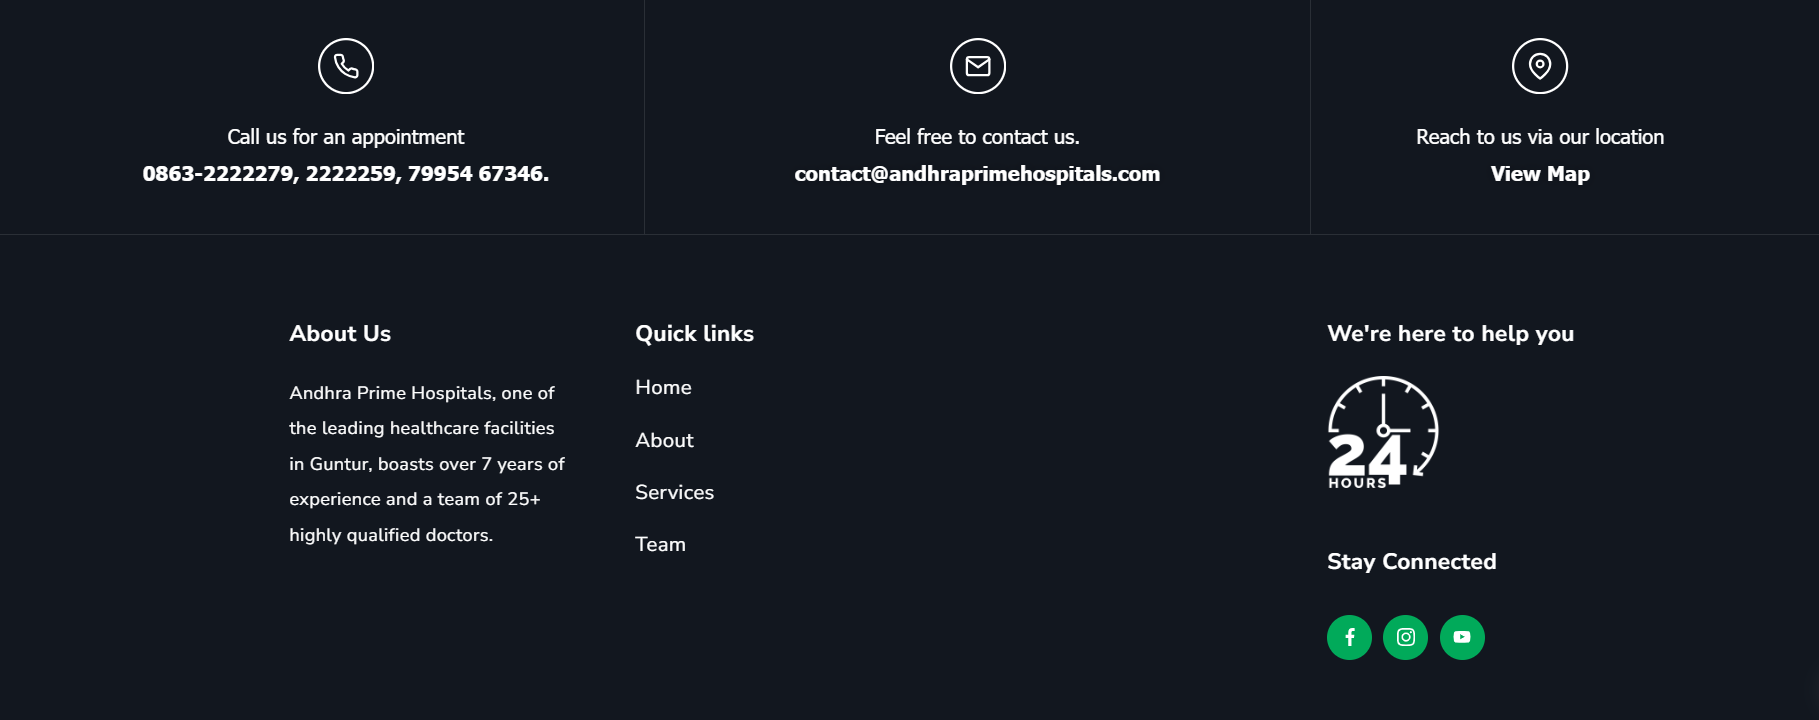 Call us for an appointment
0863-2222279, 2222259, 79954 67346.
Feel free to contact us.
contact@andhraprimehospitals.com
Reach to us via our location
View Map
About Us
Andhra Prime Hospitals, one of
the leading healthcare facilities
in Guntur, boasts over 7 years of
experience and a team of 25+
highly qualified doctors.
Quick links
Home
About
Services
Team
We're here to help you
24
HOURS
Stay Connected